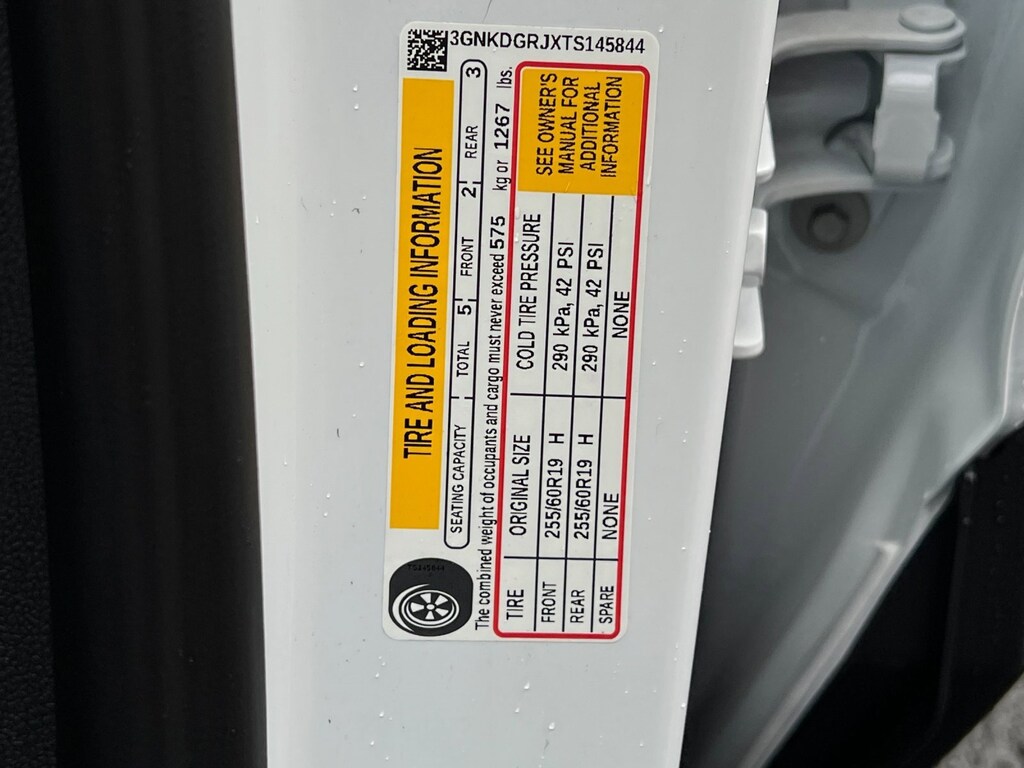 3GNKDGRJXTS145844
TIRE AND LOADING INFORMATION
SEATING CAPACITY TOTAL 5 FRONT 2 REAR 3
The combined weight of occupants and cargo must never exceed 575 kg or 1267 lbs.
TIRE ORIGINAL SIZE COLD TIRE PRESSURE
FRONT 255/60R19 H 290 kPa, 42 PSI
REAR 255/60R19 H 290 kPa, 42 PSI
SPARE NONE NONE
SEE OWNER'S
MANUAL FOR
ADDITIONAL
INFORMATION
TS145844